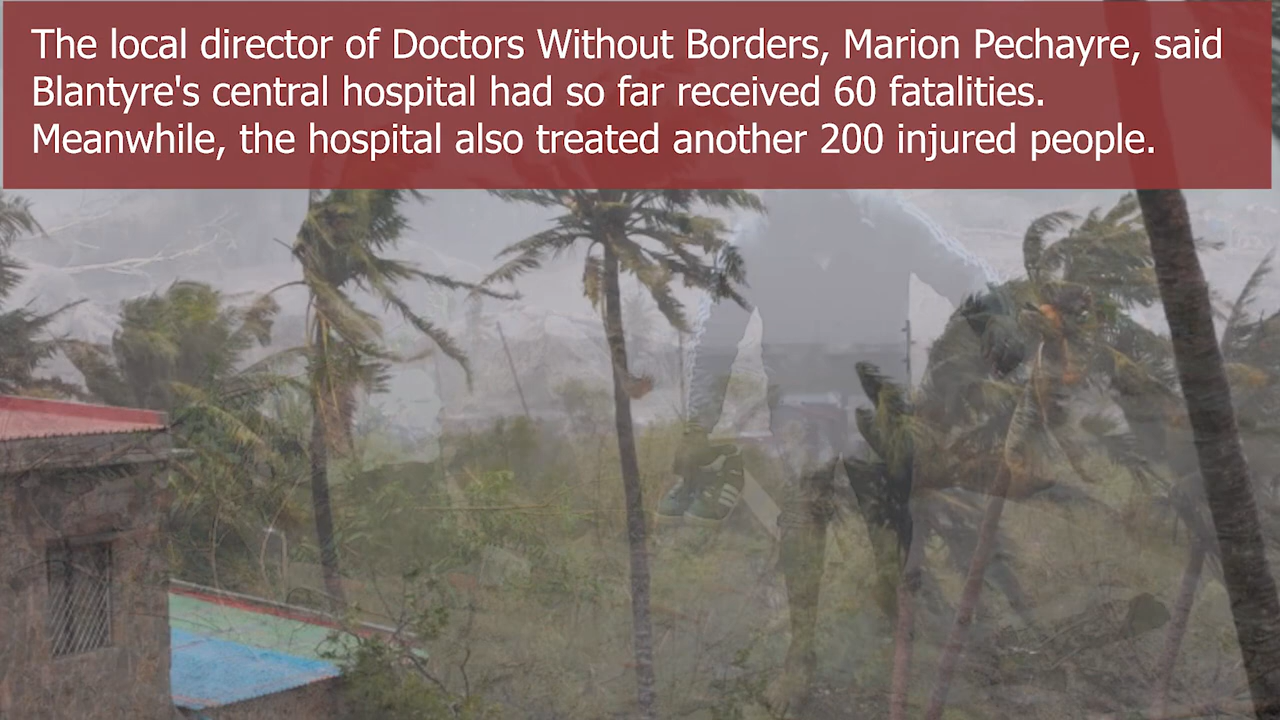 The local director of Doctors Without Borders, Marion Pechayre, said
Blantyre's central hospital had so far received 60 fatalities.
Meanwhile, the hospital also treated another 200 injured people.